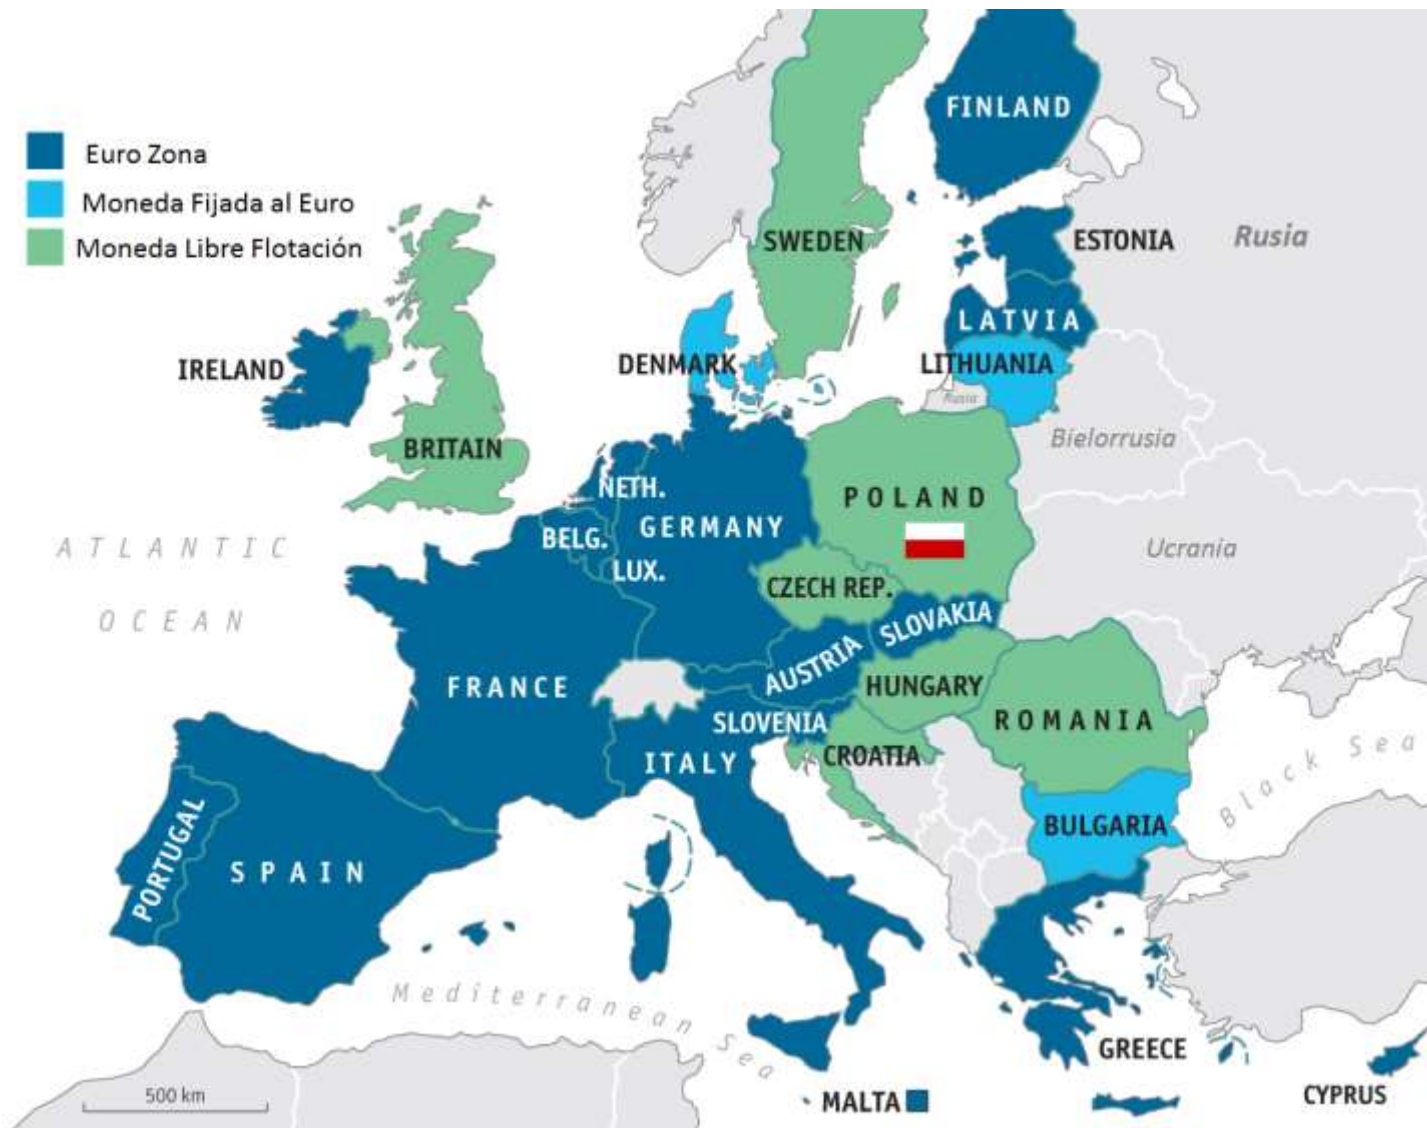 Euro Zona
Moneda Fijada al Euro
Moneda Libre Flotación
FINLAND
SWEDEN
ESTONIA
Rusia
LATVIA
IRELAND
DENMARK
LITHUANIA
Rusia
BRITAIN
Bielorrusia
NETH.
POLAND
GERMANY
BELG.
ATLANTIC
OCEAN
Ucrania
LUX.
CZECH REP.
SLOVAKIA
AUSTRIA
FRANCE
HUNGARY
SLOVENIA
ROMANIA
ITALY
CROATIA
Black Sea
BULGARIA
PORTUGAL
SPAIN
Mediterranean Sea
GREECE
500 km
MALTA
CYPRUS